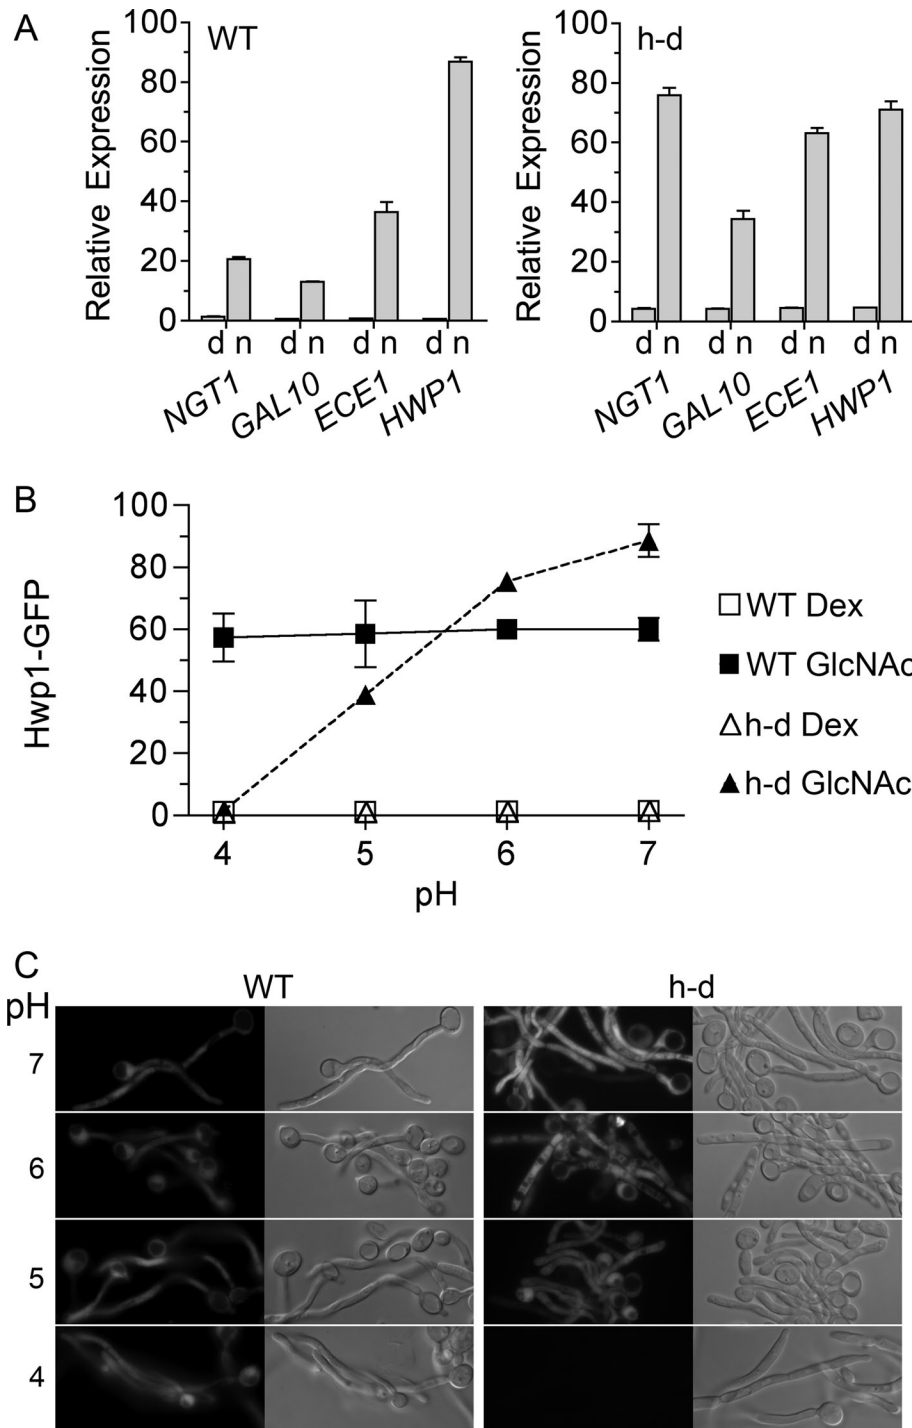 A
WT
h-d
Relative Expression
100
80
60
40
20
0
d n d n d n d n
NGT1 GAL10 ECE1 HWP1
Relative Expression
100
80
60
40
20
0
d n d n d n d n
NGT1 GAL10 ECE1 HWP1
B
Hwp1-GFP
100
80
60
40
20
0
4 5 6 7
pH
WT Dex
WT GlcNAc
h-d Dex
h-d GlcNAc
C
WT h-d
pH
7
6
5
4